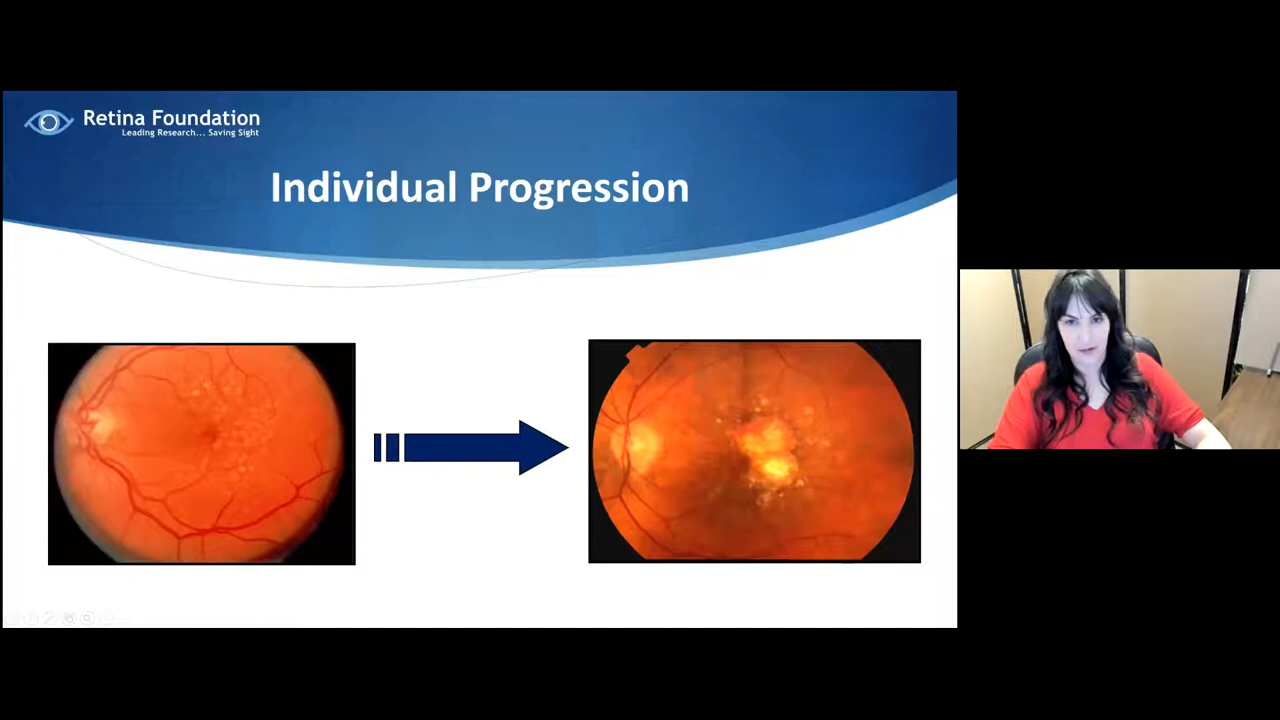 Retina Foundation
Leading Research... Saving Sight
Individual Progression